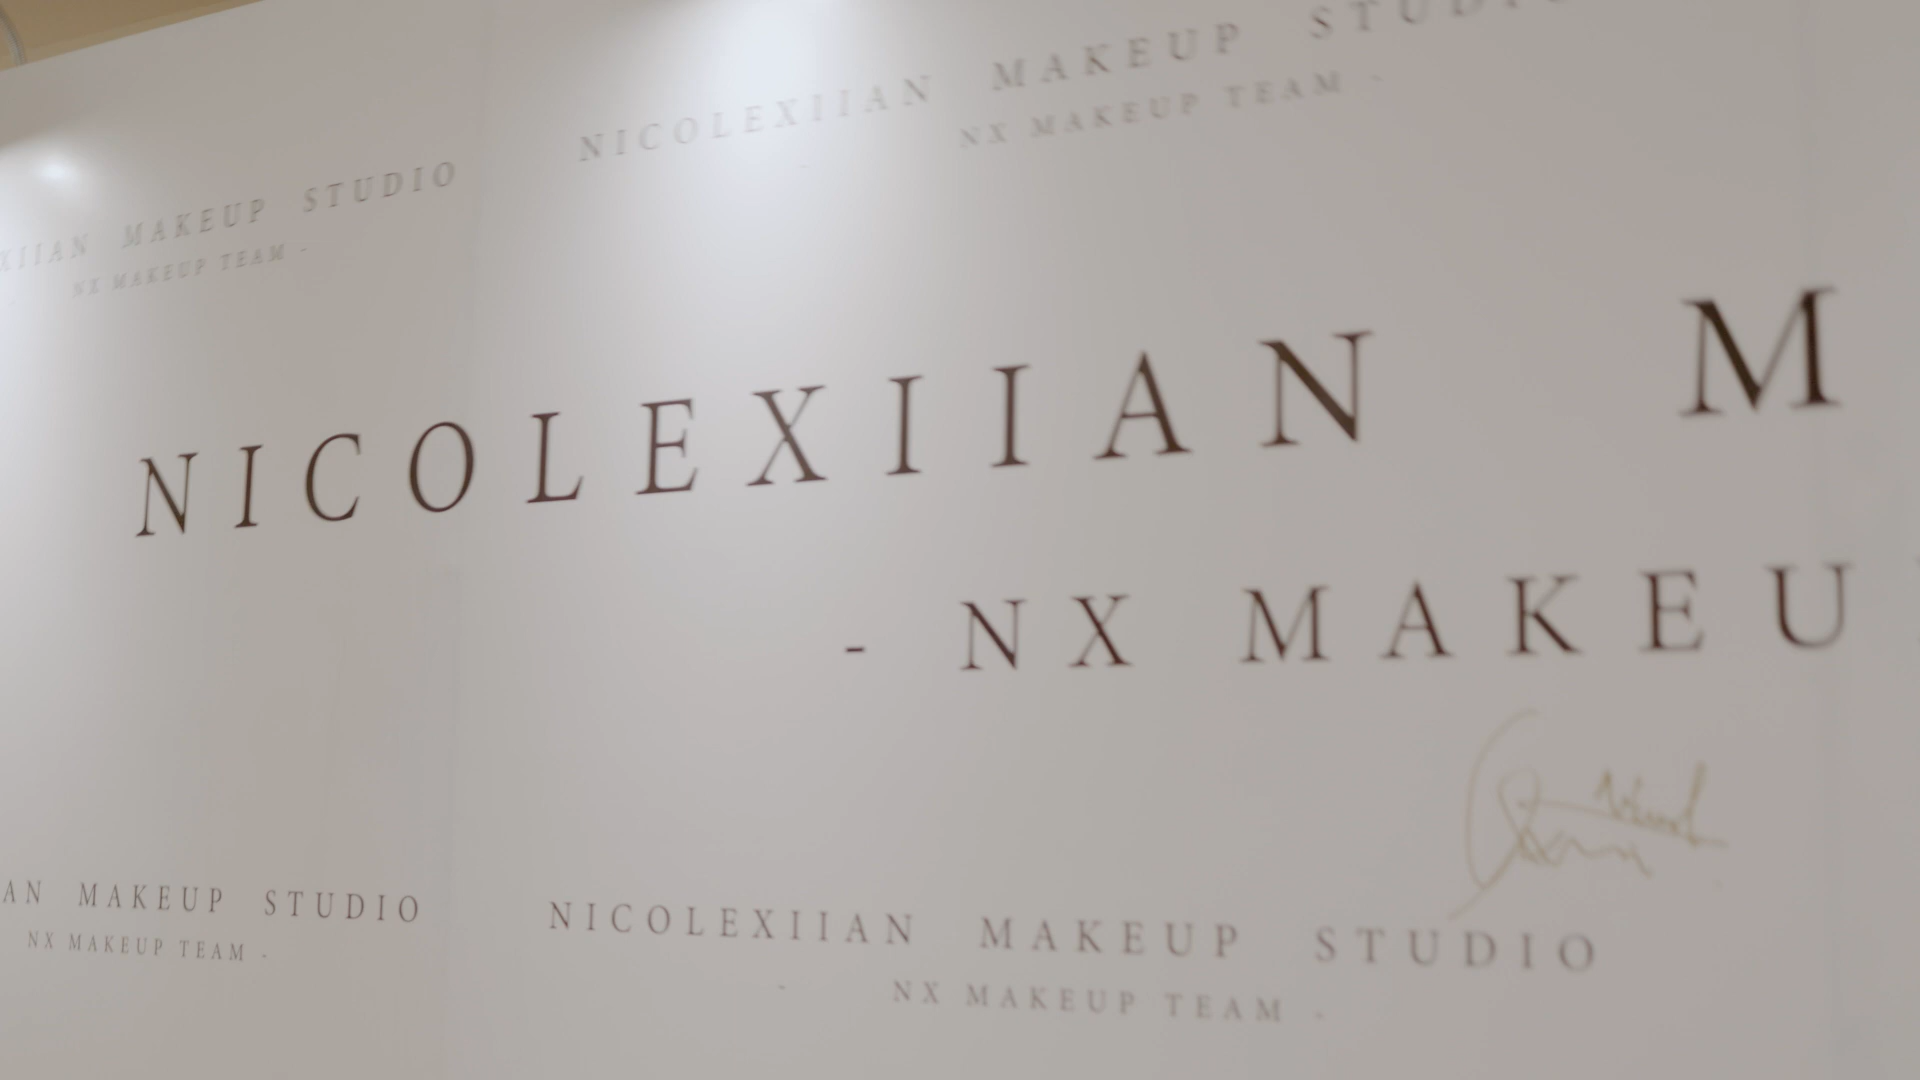 NICOLEXIIAN MAKEUP STUDIO
NX MAKEUP TEAM -
XIIAN MAKEUP STUDIO
NX MAKEUP TEAM -
NICOLEXIIAN M
- NX MAKEU
AN MAKEUP STUDIO
NX MAKEUP TEAM -
NICOLEXIIAN MAKEUP STUDIO
- NX MAKEUP TEAM -